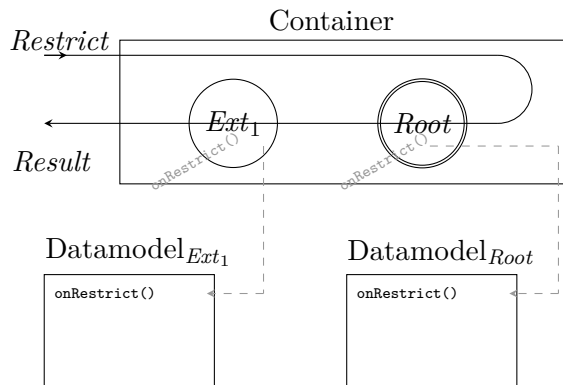 Container
Restrict
Ext1
Root
onRestrict()
onRestrict()
Result
DatamodelExt1
DatamodelRoot
onRestrict()
onRestrict()